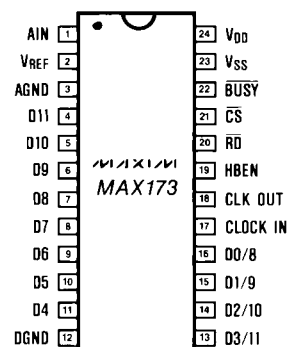 AIN 1
VREF 2
AGND 3
D11 4
D10 5
D9 6
D8 7
D7 8
D6 9
D5 10
D4 11
DGND 12
MAXIM
MAX173
24 VDD
23 VSS
22 BUSY
21 CS
20 RD
19 HBEN
18 CLK OUT
17 CLOCK IN
16 D0/8
15 D1/9
14 D2/10
13 D3/11